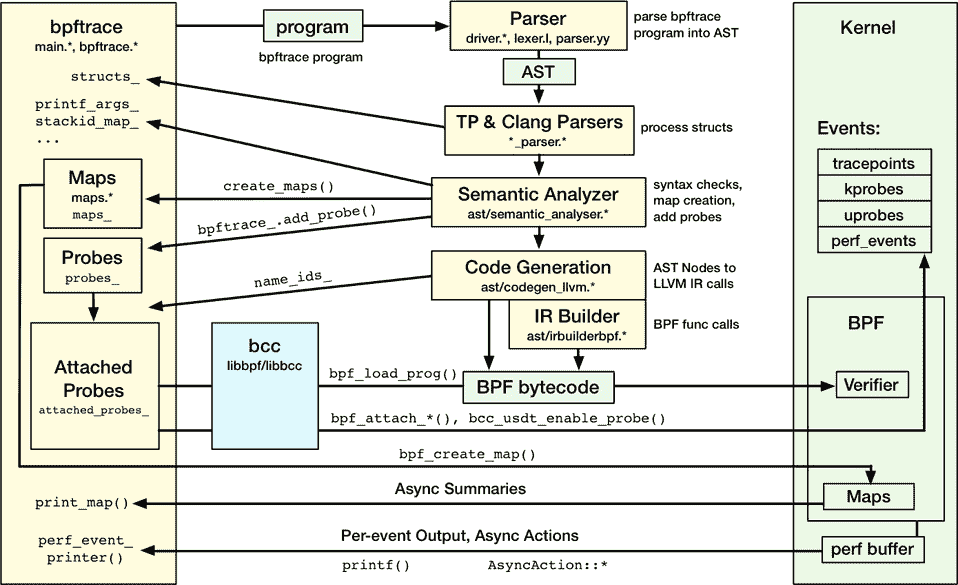 bpftrace
main.*, bpftrace.*
structs_
printf_args_
stackid_map_
...
Maps
maps.*
maps_
Probes
probes_
Attached
Probes
attached_probes_
print_map()
perf_event_
printer()
program
bpftrace program
Parser
driver.*, lexer.l, parser.yy
parse bpftrace
program into AST
AST
TP & Clang Parsers
*_parser.*
process structs
Semantic Analyzer
ast/semantic_analyser.*
syntax checks,
map creation,
add probes
create_maps()
bpftrace_.add_probe()
Code Generation
ast/codegen_llvm.*
AST Nodes to
LLVM IR calls
name_ids_
IR Builder
ast/irbuilderbpf.*
BPF func calls
bcc
libbpf/libbcc
bpf_load_prog()
BPF bytecode
bpf_attach_*(), bcc_usdt_enable_probe()
bpf_create_map()
Async Summaries
Per-event Output, Async Actions
printf()
AsyncAction::*
Kernel
Events:
tracepoints
kprobes
uprobes
perf_events
BPF
Verifier
Maps
perf buffer